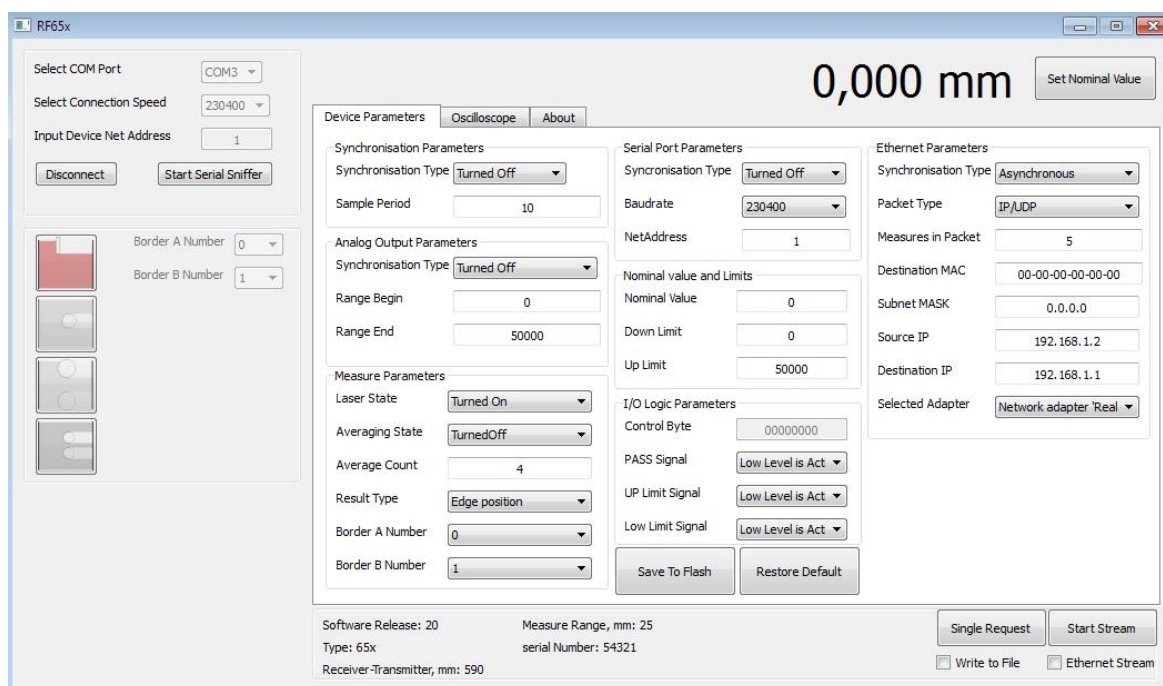 RF65x
Select COM Port COM3
Select Connection Speed 230400
Input Device Net Address 1
Disconnect Start Serial Sniffer
Border A Number 0
Border B Number 1
0,000 mm Set Nominal Value
Device Parameters Oscilloscope About
Synchronisation Parameters
Synchronisation Type Turned Off
Sample Period 10
Analog Output Parameters
Synchronisation Type Turned Off
Range Begin 0
Range End 50000
Measure Parameters
Laser State Turned On
Averaging State TurnedOff
Average Count 4
Result Type Edge position
Border A Number 0
Border B Number 1
Serial Port Parameters
Syncronisation Type Turned Off
Baudrate 230400
NetAddress 1
Nominal value and Limits
Nominal Value 0
Down Limit 0
Up Limit 50000
I/O Logic Parameters
Control Byte 00000000
PASS Signal Low Level is Act
UP Limit Signal Low Level is Act
Low Limit Signal Low Level is Act
Save To Flash Restore Default
Ethernet Parameters
Synchronisation Type Asynchronous
Packet Type IP/UDP
Measures in Packet 5
Destination MAC 00-00-00-00-00-00
Subnet MASK 0.0.0.0
Source IP 192.168.1.2
Destination IP 192.168.1.1
Selected Adapter Network adapter 'Real
Software Release: 20 Measure Range, mm: 25
Type: 65x serial Number: 54321
Receiver-Transmitter, mm: 590
Single Request Start Stream
Write to File Ethernet Stream